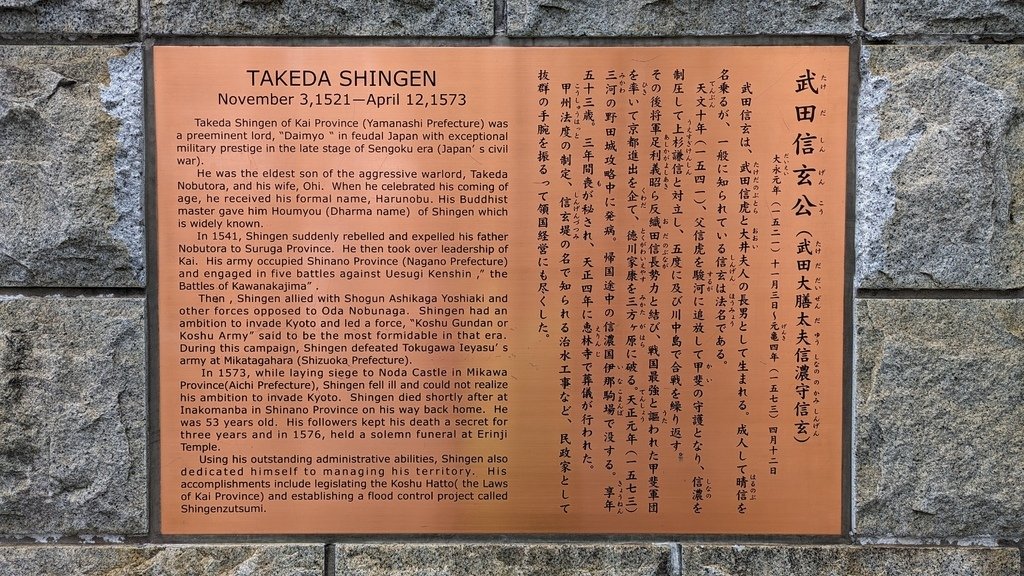 TAKEDA SHINGEN
November 3,1521—April 12,1573
Takeda Shingen of Kai Province (Yamanashi Prefecture) was
a preeminent lord, "Daimyo " in feudal Japan with exceptional
military prestige in the late stage of Sengoku era (Japan' s civil
war).
He was the eldest son of the aggressive warlord, Takeda
Nobutora, and his wife, Ohi. When he celebrated his coming of
age, he received his formal name, Harunobu. His Buddhist
master gave him Houmyou (Dharma name) of Shingen which
is widely known.
In 1541, Shingen suddenly rebelled and expelled his father
Nobutora to Suruga Province. He then took over leadership of
Kai. His army occupied Shinano Province (Nagano Prefecture)
and engaged in five battles against Uesugi Kenshin ," the
Battles of Kawanakajima" .
Then , Shingen allied with Shogun Ashikaga Yoshiaki and
other forces opposed to Oda Nobunaga. Shingen had an
ambition to invade Kyoto and led a force, "Koshu Gundan or
Koshu Army" said to be the most formidable in that era.
During this campaign, Shingen defeated Tokugawa Ieyasu' s
army at Mikatagahara (Shizuoka Prefecture).
In 1573, while laying siege to Noda Castle in Mikawa
Province(Aichi Prefecture), Shingen fell ill and could not realize
his ambition to invade Kyoto. Shingen died shortly after at
Inakomanba in Shinano Province on his way back home. He
was 53 years old. His followers kept his death a secret for
three years and in 1576, held a solemn funeral at Erinji
Temple.
Using his outstanding administrative abilities, Shingen also
dedicated himself to managing his territory. His
accomplishments include legislating the Koshu Hatto( the Laws
of Kai Province) and establishing a flood control project called
Shingenzutsumi.
武田信玄公（武田大膳太夫信濃守信玄）
大永元年（一五二一）十一月三日〜元亀四年（一五七三）四月十二日
武田信玄は、武田信虎と大井夫人の長男として生まれる。成人して晴信を
名乗るが、一般に知られている信玄は法名である。
天文十年（一五四一）、父信虎を駿河に追放して甲斐の守護となり、信濃を
制圧して上杉謙信と対立し、五度に及び川中島で合戦を繰り返す。
その後将軍足利義昭ら反織田信長勢力と結び、戦国最強と謳われた甲斐軍団
を率いて京都進出を企て、徳川家康を三方ヶ原に破る。天正元年（一五七三）
三河の野田城攻略中に発病。帰国途中の信濃国伊那駒場で没する。享年
五十三歳。三年間喪が秘され、天正四年に恵林寺で葬儀が行われた。
甲州法度の制定、信玄堤の名で知られる治水工事など、民政家として
抜群の手腕を振るって領国経営にも尽くした。